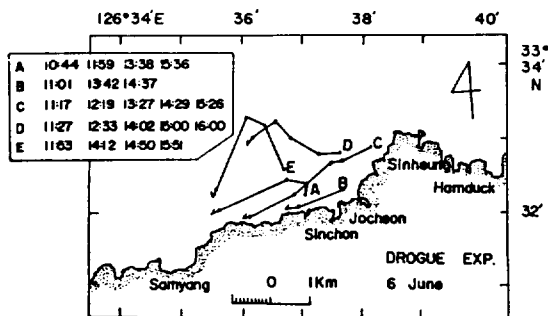 126°34'E 36' 38' 40'
33°
34'
N
A 10:44 11:59 13:38 15:36
B 11:01 13:42 14:37
C 11:17 12:19 13:27 14:29 15:26
D 11:27 12:33 14:02 15:00 16:00
E 11:53 14:12 14:50 15:51
4
D C
E
Sinheung
A B
Hamduck
Jocheon
Sinchon
32'
DROGUE EXP.
Samyang
0 1Km
6 June